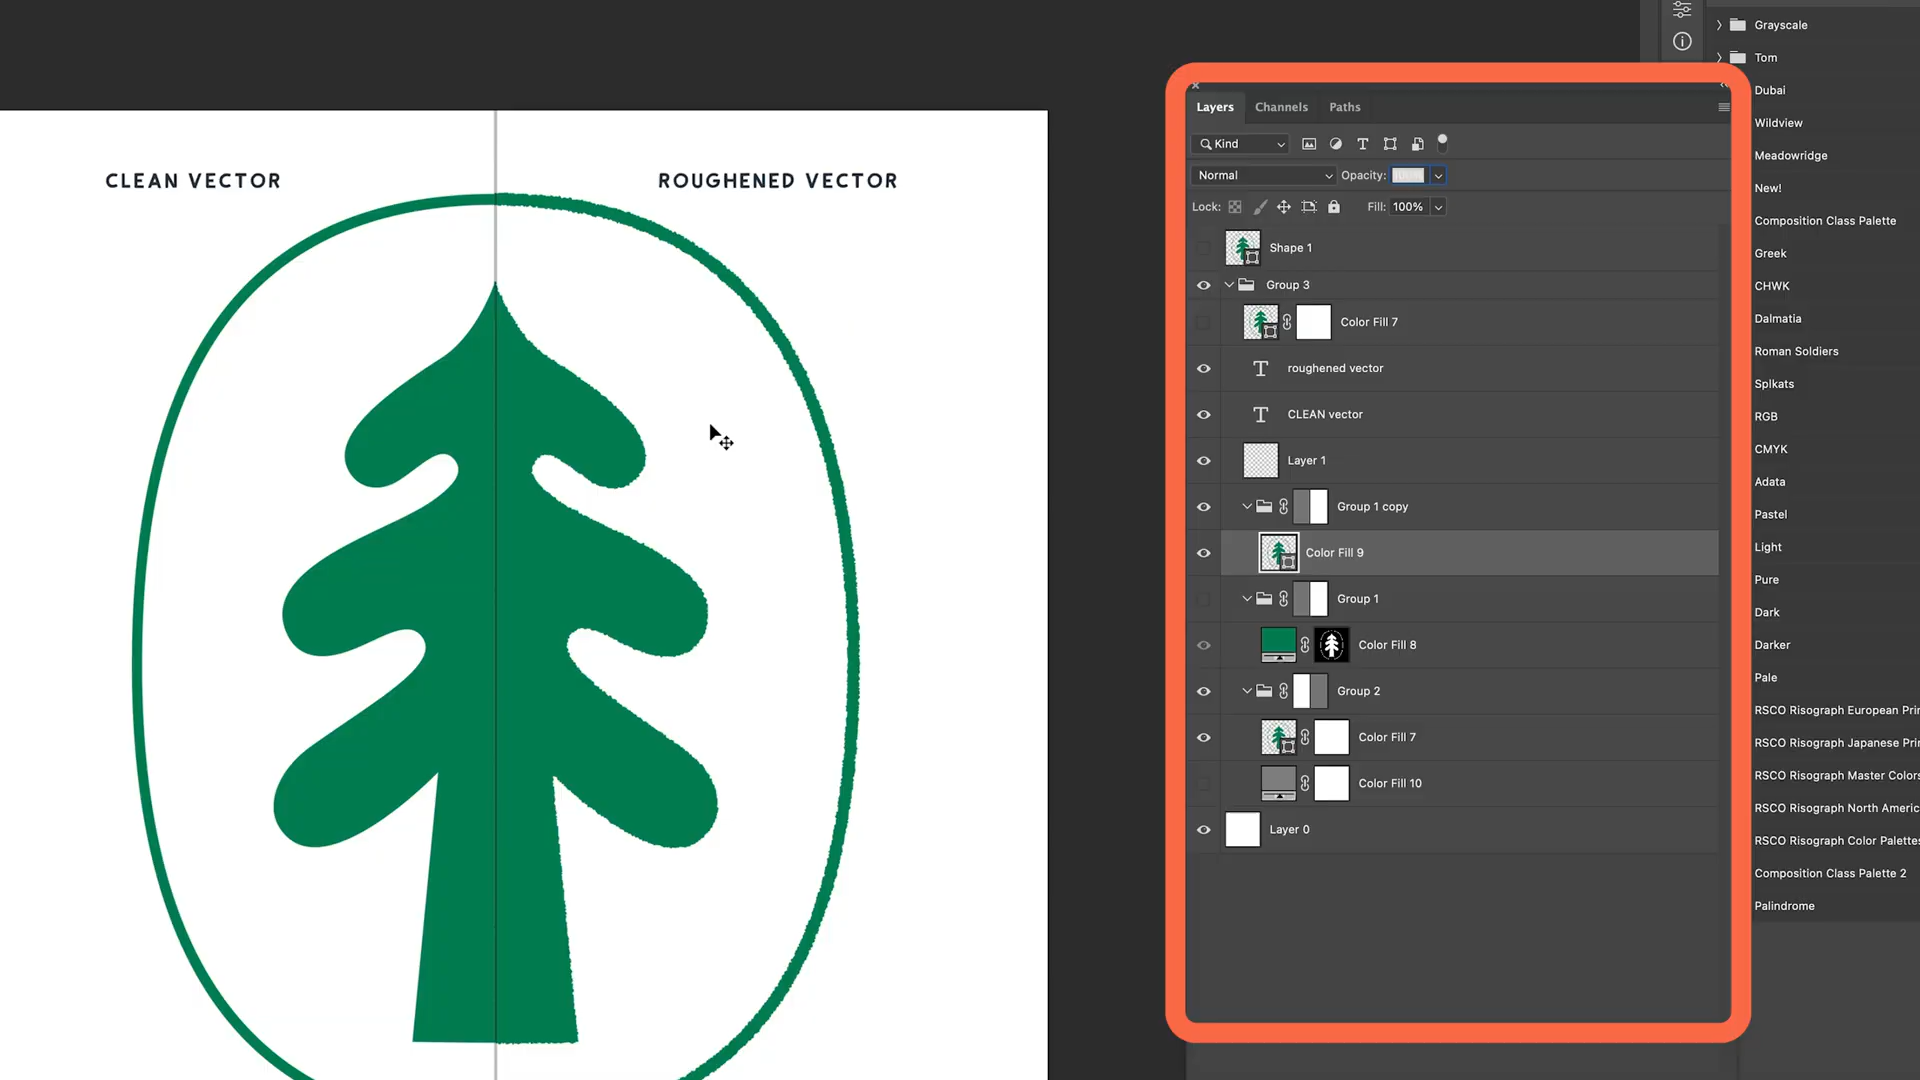 CLEAN VECTOR
ROUGHENED VECTOR
Layers
Channels
Paths
Kind
Normal
Opacity:
Lock:
Fill: 100%
Shape 1
Group 3
Color Fill 7
roughened vector
CLEAN vector
Layer 1
Group 1 copy
Color Fill 9
Group 1
Color Fill 8
Group 2
Color Fill 7
Color Fill 10
Layer 0
Grayscale
Tom
Dubai
Wildview
Meadowridge
New!
Composition Class Palette
Greek
CHWK
Dalmatia
Roman Soldiers
Splkats
RGB
CMYK
Adata
Pastel
Light
Pure
Dark
Darker
Pale
RSCO Risograph European Prin
RSCO Risograph Japanese Prin
RSCO Risograph Master Colors
RSCO Risograph North Americ
RSCO Risograph Color Palettes
Composition Class Palette 2
Palindrome